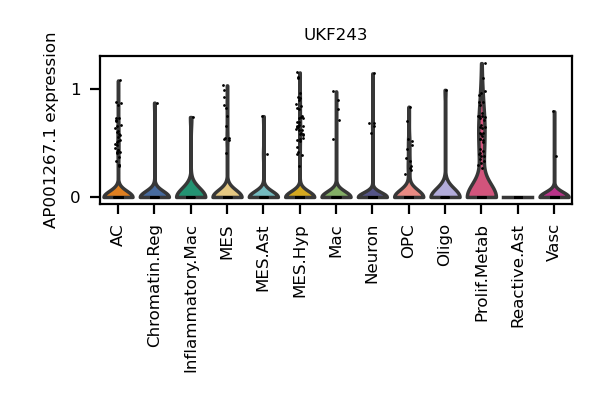 UKF243
AP001267.1 expression
1
0
AC
Chromatin.Reg
Inflammatory.Mac
MES
MES.Ast
MES.Hyp
Mac
Neuron
OPC
Oligo
Prolif.Metab
Reactive.Ast
Vasc